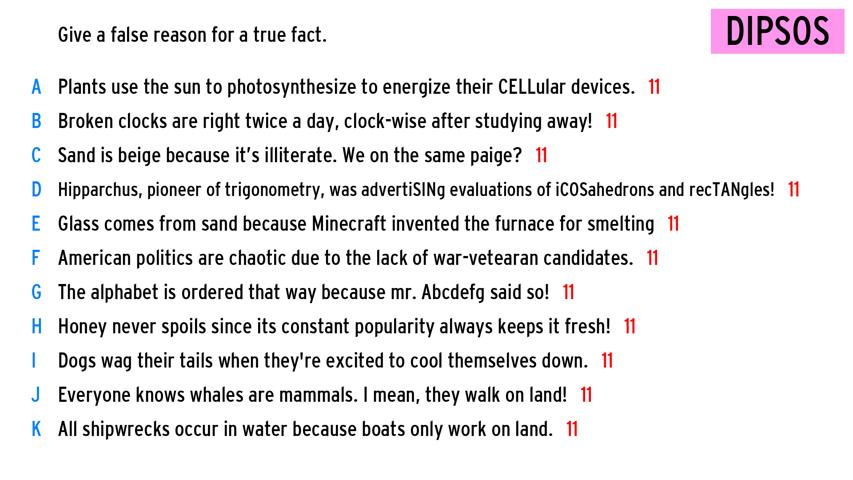 Give a false reason for a true fact.
DIPSOS
A Plants use the sun to photosynthesize to energize their CELLular devices. 11
B Broken clocks are right twice a day, clock-wise after studying away! 11
C Sand is beige because it's illiterate. We on the same paige? 11
D Hipparchus, pioneer of trigonometry, was advertiSINg evaluations of iCOSahedrons and recTANgles! 11
E Glass comes from sand because Minecraft invented the furnace for smelting 11
F American politics are chaotic due to the lack of war-vetearan candidates. 11
G The alphabet is ordered that way because mr. Abcdefg said so! 11
H Honey never spoils since its constant popularity always keeps it fresh! 11
I Dogs wag their tails when they're excited to cool themselves down. 11
J Everyone knows whales are mammals. I mean, they walk on land! 11
K All shipwrecks occur in water because boats only work on land. 11